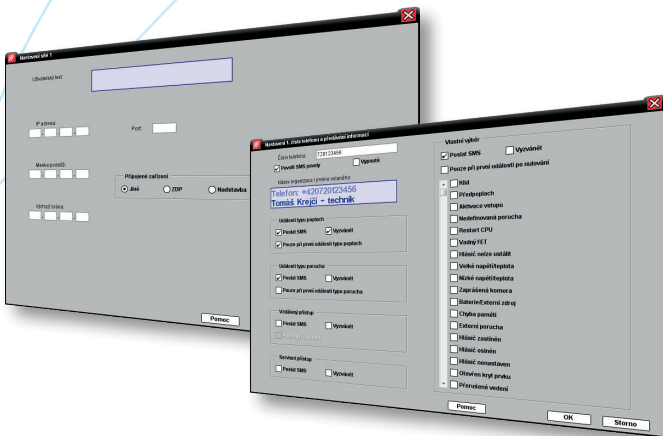 Nastavení sítě 1
Uživatelský text:
IP adresa:
Port:
Maska podsítě:
Připojené zařízení
Jiné
ZDP
Nadstavba
Výchozí brána:
Pomoc
Nastavení 1. čísla telefonu a předávání informací
Číslo telefonu:
720123456
Povolit SMS povely
Vypnuté
Název organizace / jméno volaného:
Telefon: +420720123456
Tomáš Krejčí - technik
Události typu poplach
Poslat SMS
Vyzvánět
Pouze při první události typu poplach
Události typu porucha
Poslat SMS
Vyzvánět
Pouze při první události typu porucha
Vzdálený přístup
Poslat SMS
Vyzvánět
Servisní přístup
Poslat SMS
Vyzvánět
Vlastní výběr
Poslat SMS
Vyzvánět
Pouze při první události po nulování
Klid
Předpoplach
Aktivace vstupu
Nedefinovaná porucha
Restart CPU
Vadný FET
Hlásič nelze ustálit
Velké napětí/teplota
Nízké napětí/teplota
Zaprášená komora
Baterie/Externí zdroj
Chyba paměti
Externí porucha
Hlásič zastíněn
Hlásič oslněn
Hlásič nenastaven
Otevřen kryt prvku
Přerušené vedení
Pomoc
OK
Storno